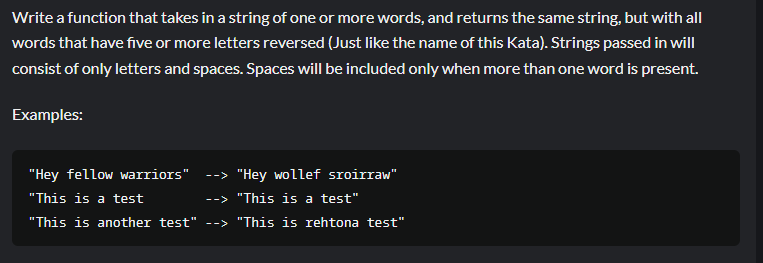 Write a function that takes in a string of one or more words, and returns the same string, but with all
words that have five or more letters reversed (Just like the name of this Kata). Strings passed in will
consist of only letters and spaces. Spaces will be included only when more than one word is present.
Examples:
"Hey fellow warriors"  --> "Hey wollef sroirraw"
"This is a test        --> "This is a test"
"This is another test" --> "This is rehtona test"